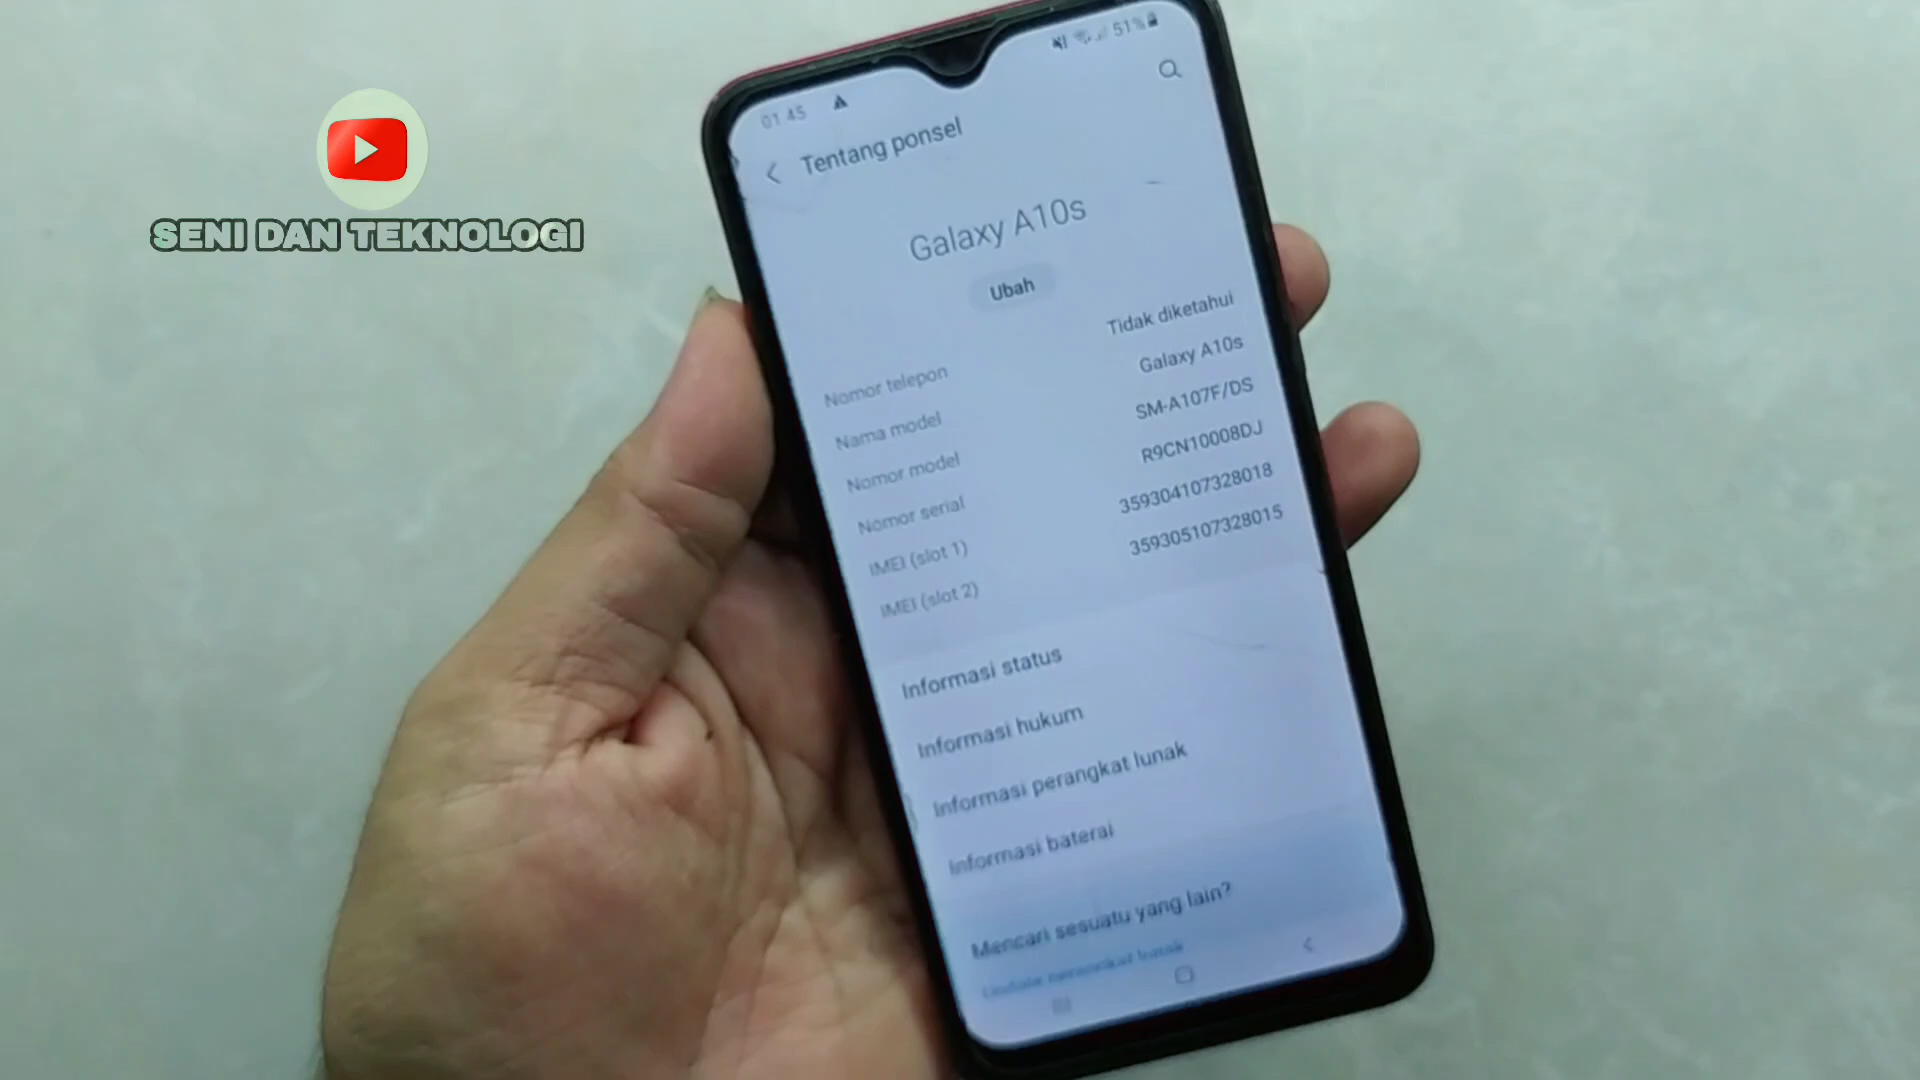 SENI DAN TEKNOLOGI
01.45
51%
Tentang ponsel
Galaxy A10s
Ubah
Nomor telepon Tidak diketahui
Nama model Galaxy A10s
Nomor model SM-A107F/DS
Nomor serial R9CN10008DJ
IMEI (slot 1) 359304107328018
IMEI (slot 2) 359305107328015
Informasi status
Informasi hukum
Informasi perangkat lunak
Informasi baterai
Mencari sesuatu yang lain?
perangkat lunak